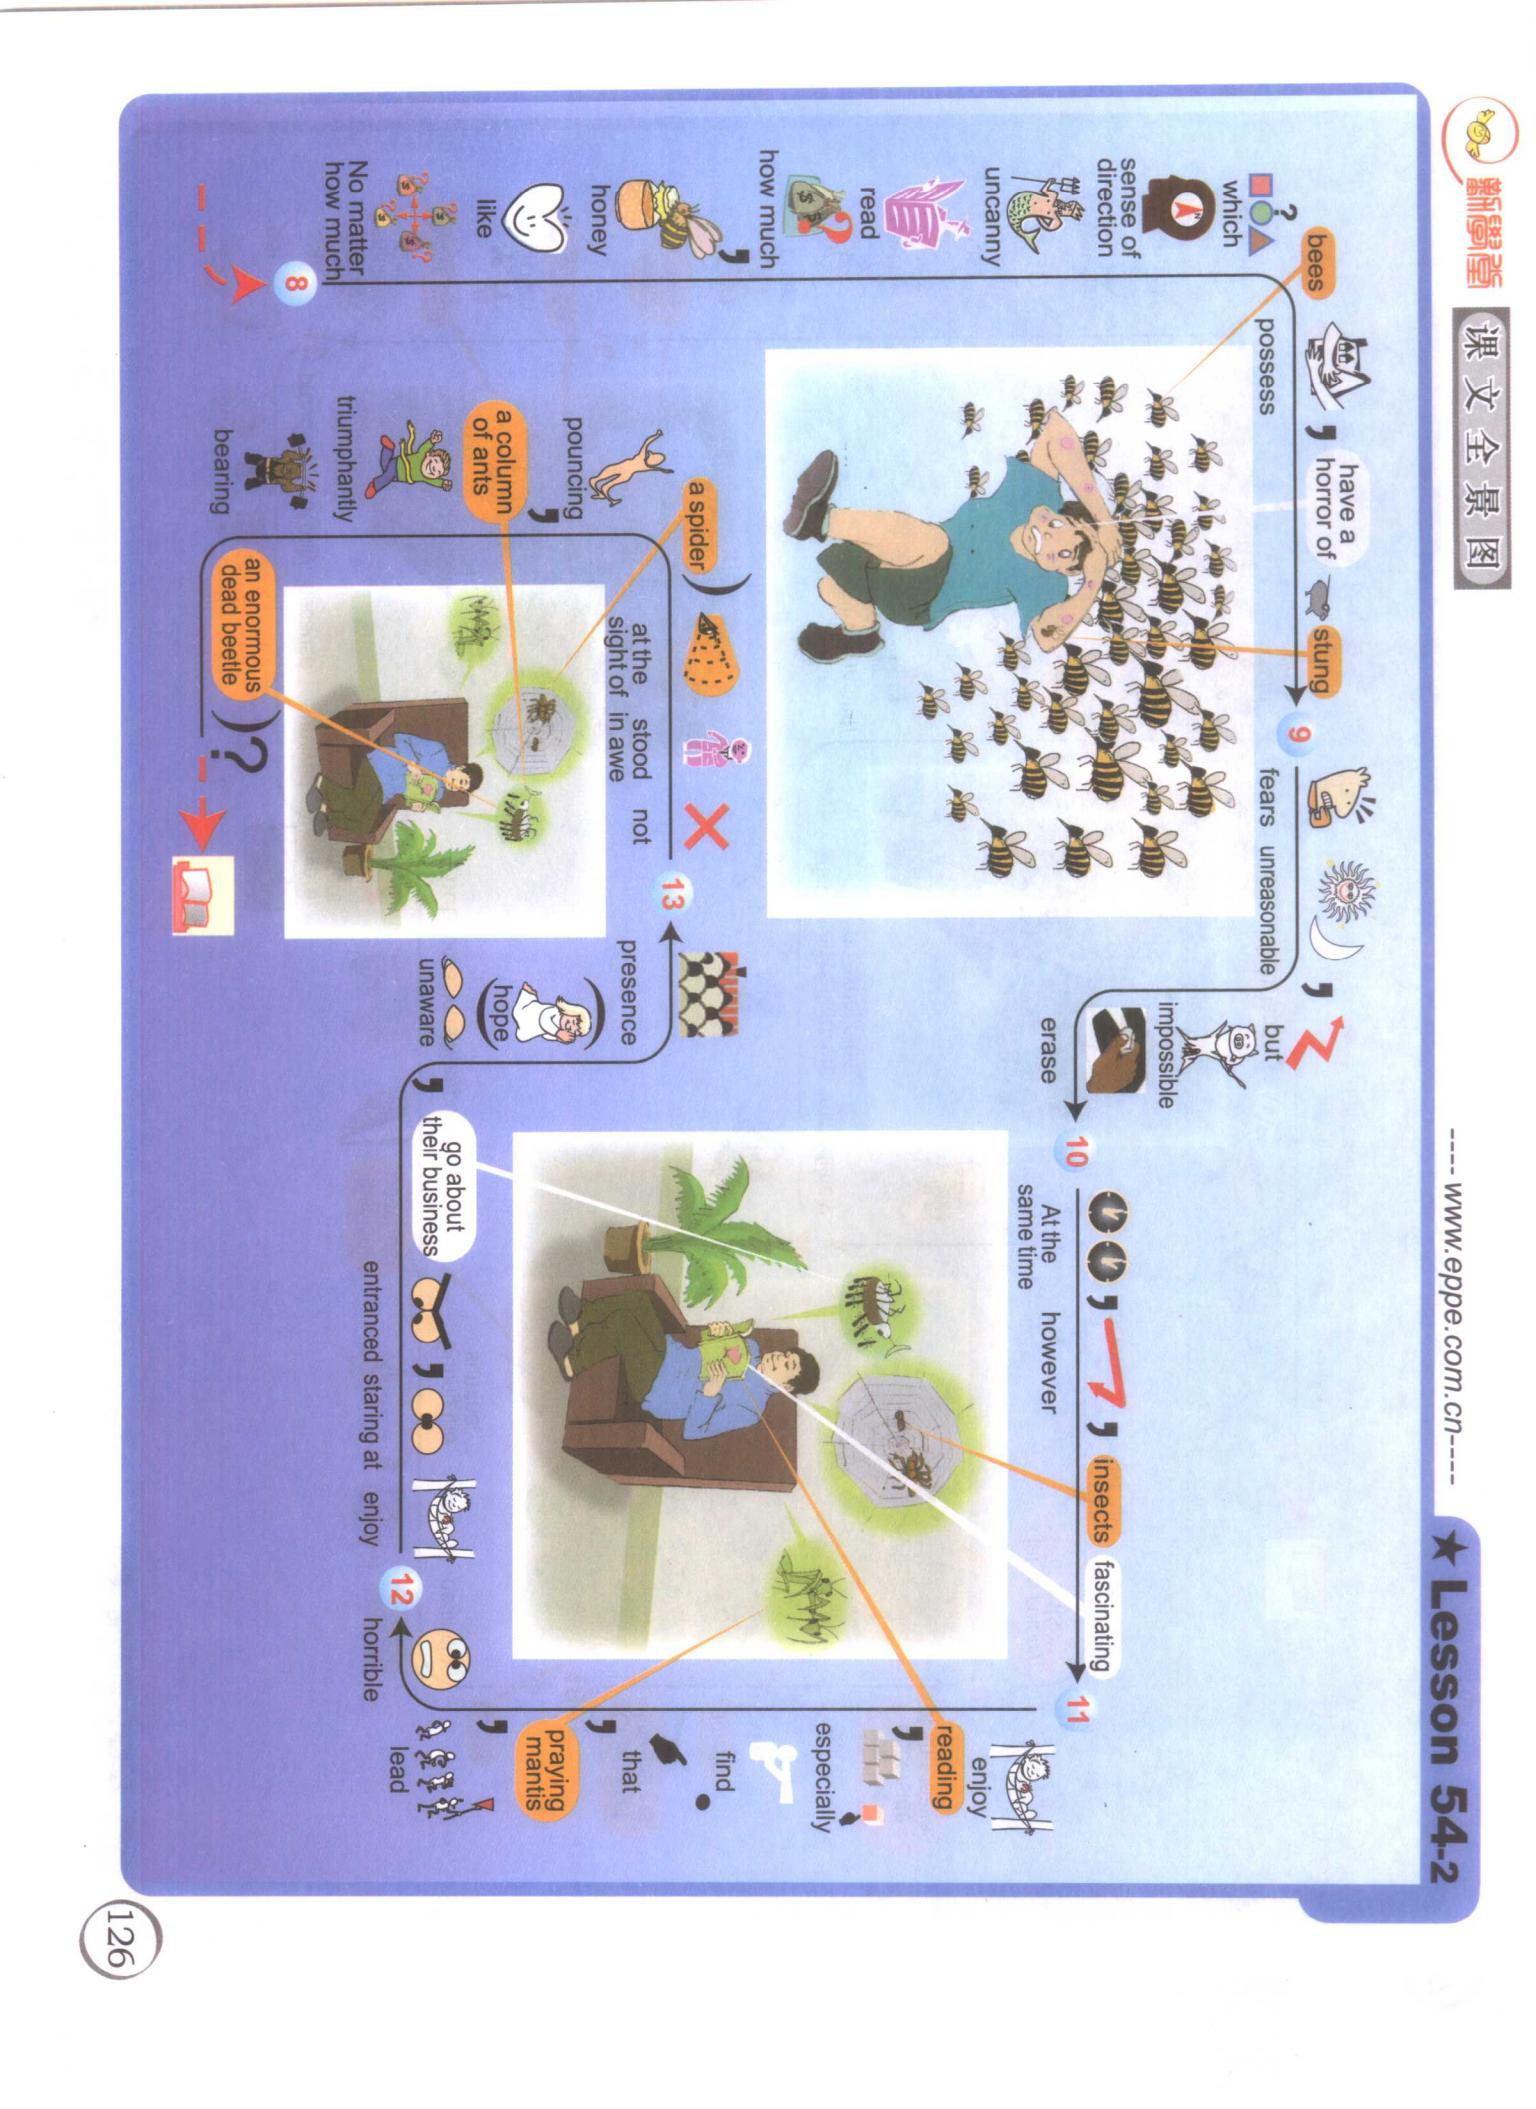 新學堂
课文全景图
---- www.eppe.com.cn----
★ Lesson 54-2
8
No matter
how much
like
honey
,
how much
read
uncanny
sense of
direction
which
?
bees
possess
,
have a
horror of
stung
9
fears
unreasonable
,
but
impossible
erase
10
At the
same time
,
however
,
insects
fascinating
11
enjoy
reading
,
especially
find
that
,
praying
mantis
,
lead
horrible
12
enjoy
staring at
,
entranced
go about
their business
,
unaware
(hope)
presence
13
not
stood
in awe
at the
sight of
(
a spider
pouncing
,
a column
of ants
triumphantly
bearing
an enormous
dead beetle
)?
126